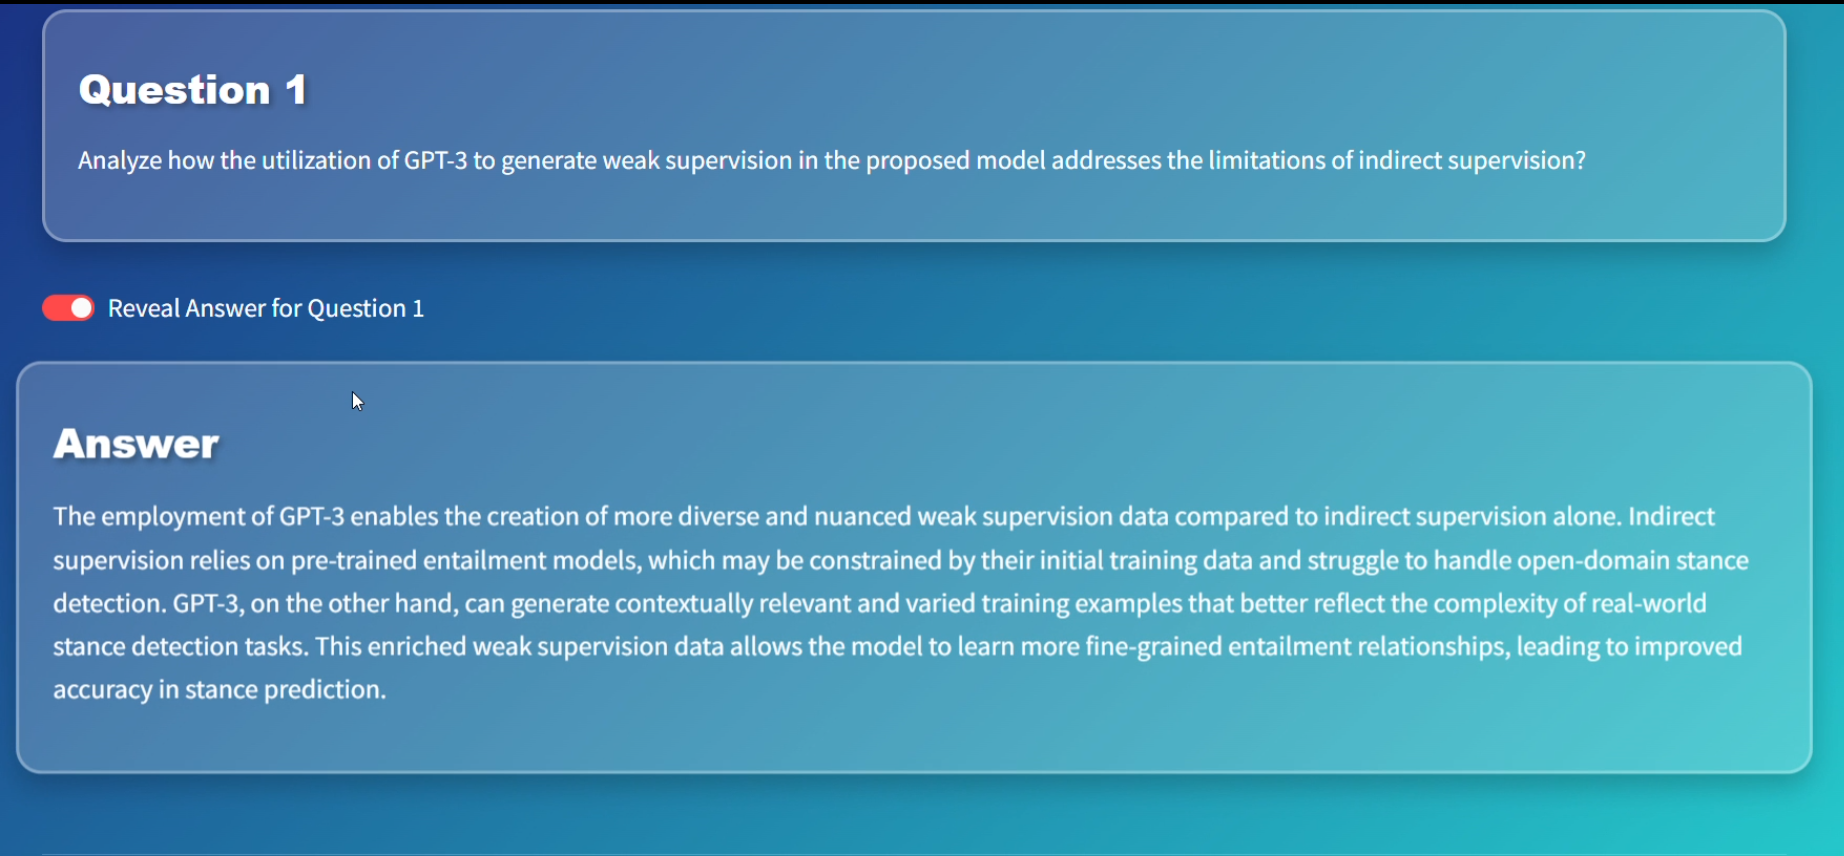 Question 1
Analyze how the utilization of GPT-3 to generate weak supervision in the proposed model addresses the limitations of indirect supervision?
Reveal Answer for Question 1
Answer
The employment of GPT-3 enables the creation of more diverse and nuanced weak supervision data compared to indirect supervision alone. Indirect
supervision relies on pre-trained entailment models, which may be constrained by their initial training data and struggle to handle open-domain stance
detection. GPT-3, on the other hand, can generate contextually relevant and varied training examples that better reflect the complexity of real-world
stance detection tasks. This enriched weak supervision data allows the model to learn more fine-grained entailment relationships, leading to improved
accuracy in stance prediction.